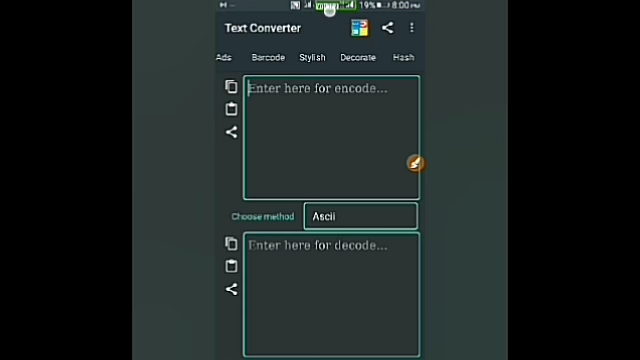 19% 8:00 PM
Text Converter
Ads Barcode Stylish Decorate Hash
Enter here for encode...
Choose method Ascii
Enter here for decode...